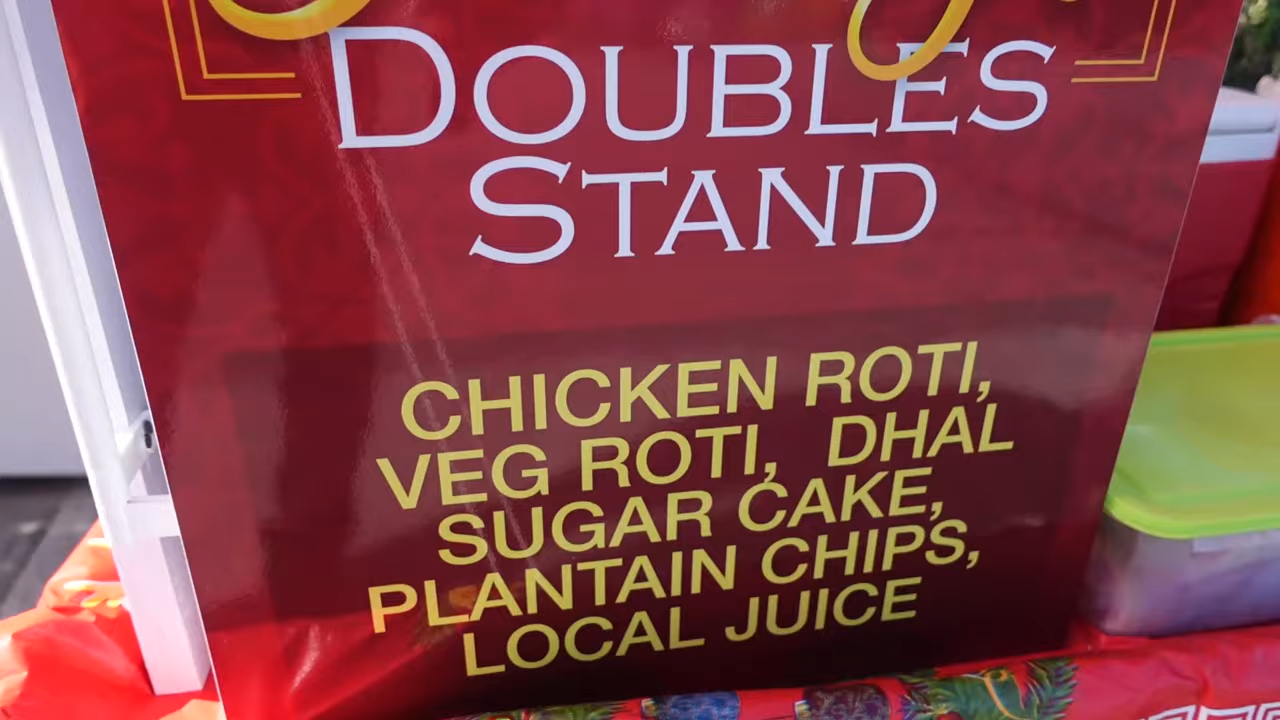 DOUBLES
STAND
CHICKEN ROTI,
VEG ROTI, DHAL
SUGAR CAKE,
PLANTAIN CHIPS,
LOCAL JUICE